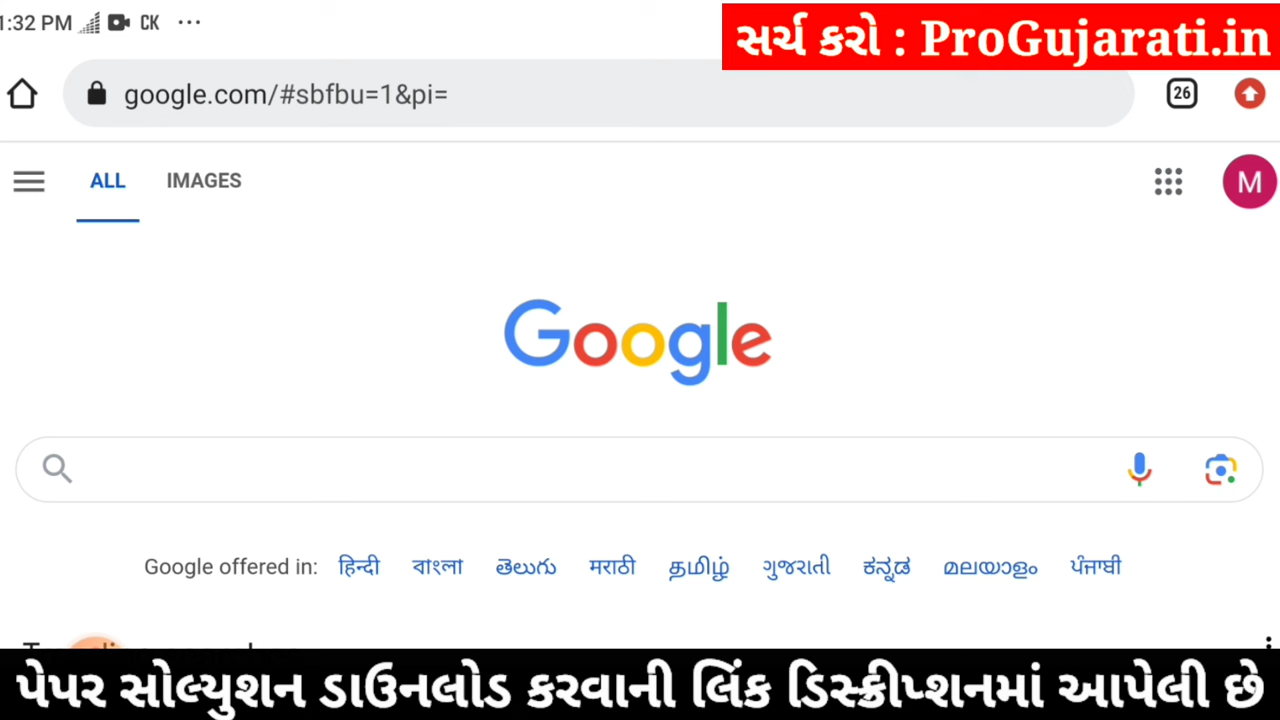 1:32 PM CK ...
સર્ચ કરો : ProGujarati.in
google.com/#sbfbu=1&pi=
26
ALL IMAGES
M
Google
Google offered in: हिन्दी বাংলা తెలుగు मराठी தமிழ் ગુજરાતી ಕನ್ನಡ മലയാളം ਪੰਜਾਬੀ
પેપર સોલ્યુશન ડાઉનલોડ કરવાની લિંક ડિસ્ક્રીપ્શનમાં આપેલી છે